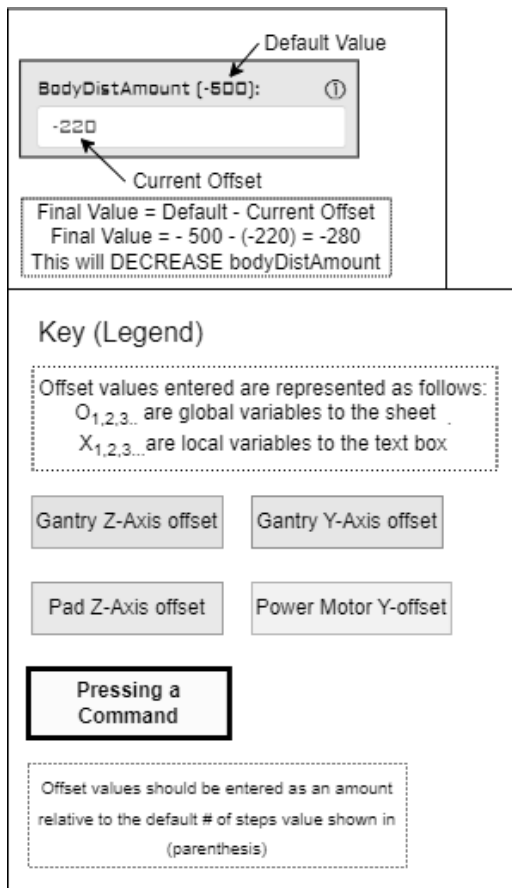 Default Value
BodyDistAmount (-500):
-220
Current Offset
Final Value = Default - Current Offset
Final Value = - 500 - (-220) = -280
This will DECREASE bodyDistAmount
Key (Legend)
Offset values entered are represented as follows:
O1,2,3.. are global variables to the sheet .
X1,2,3... are local variables to the text box
Gantry Z-Axis offset
Gantry Y-Axis offset
Pad Z-Axis offset
Power Motor Y-offset
Pressing a
Command
Offset values should be entered as an amount
relative to the default # of steps value shown in
(parenthesis)